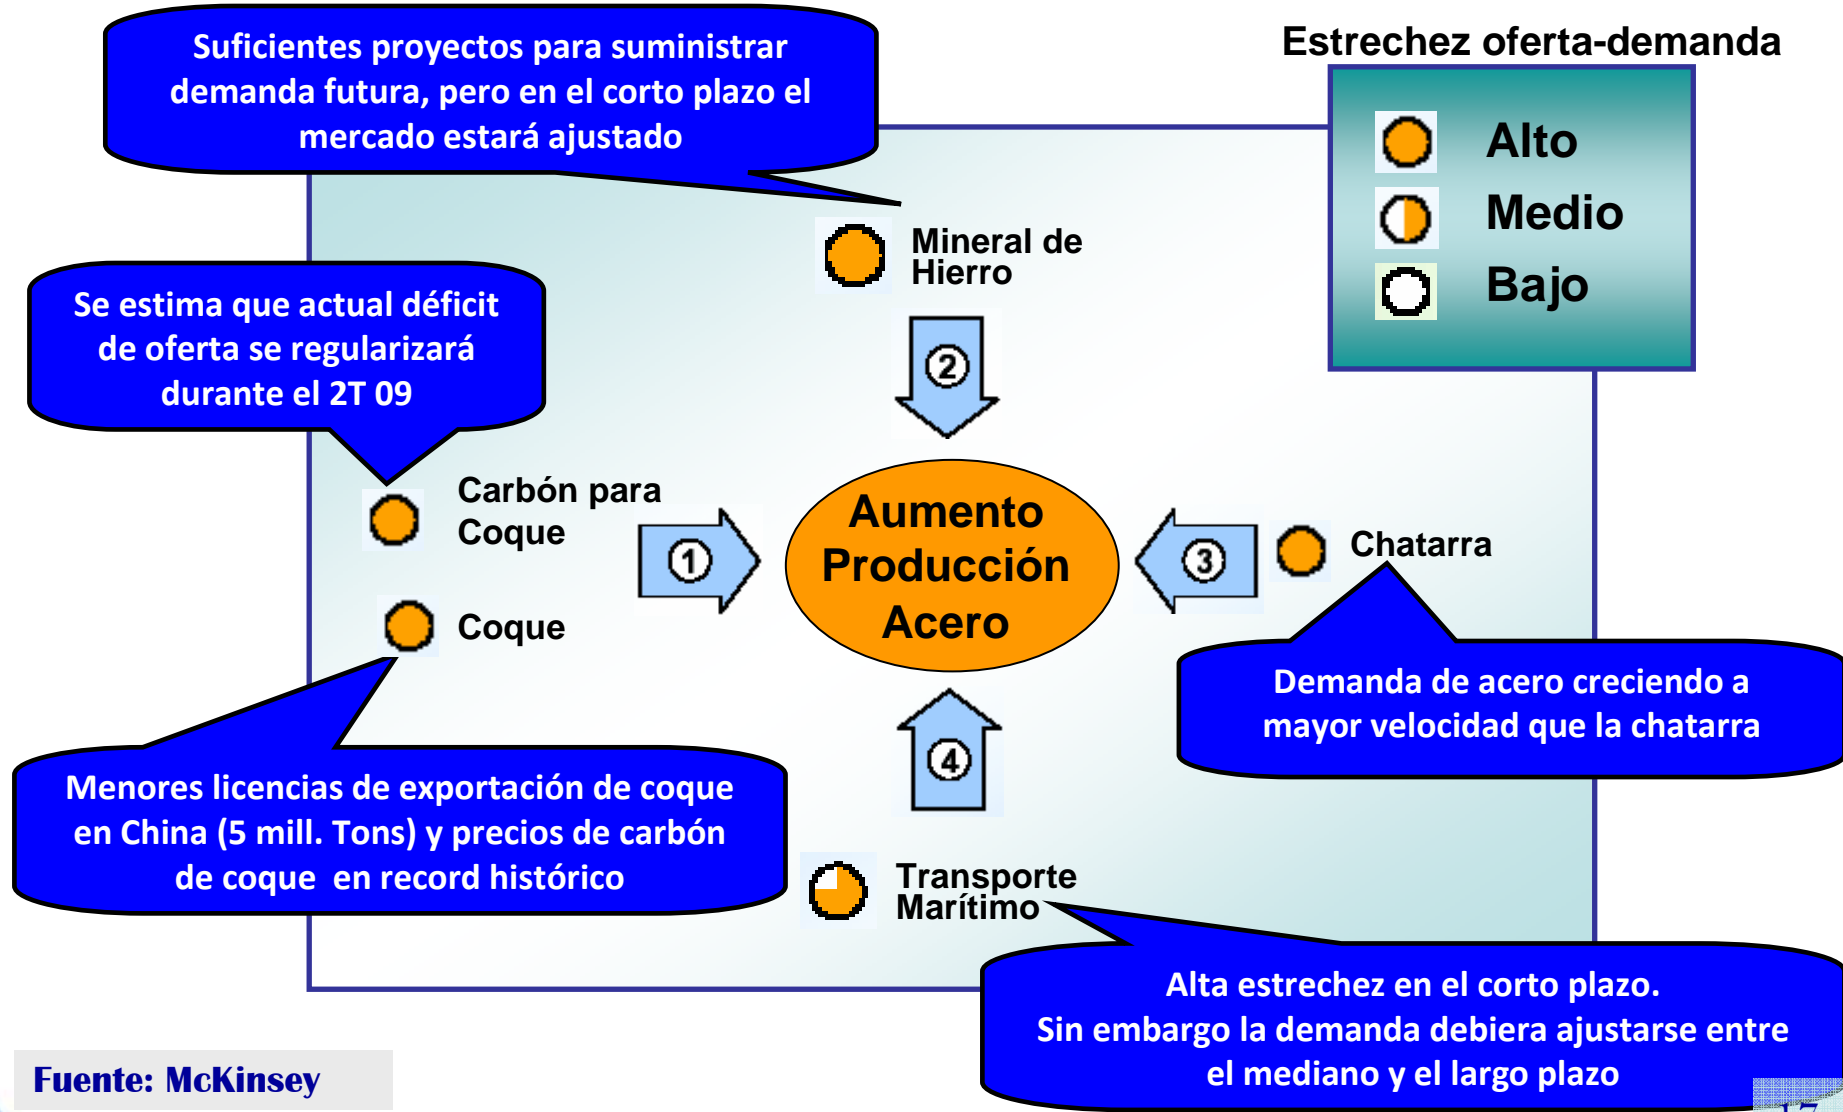 Suficientes proyectos para suministrar
demanda futura, pero en el corto plazo el
mercado estará ajustado
Estrechez oferta-demanda
Alto
Medio
Bajo
Mineral de
Hierro
Se estima que actual déficit
de oferta se regularizará
durante el 2T 09
2
Carbón para
Coque
Coque
1
Aumento
Producción
Acero
3
Chatarra
Demanda de acero creciendo a
mayor velocidad que la chatarra
4
Menores licencias de exportación de coque
en China (5 mill. Tons) y precios de carbón
de coque en record histórico
Transporte
Marítimo
Alta estrechez en el corto plazo.
Sin embargo la demanda debiera ajustarse entre
el mediano y el largo plazo
Fuente: McKinsey